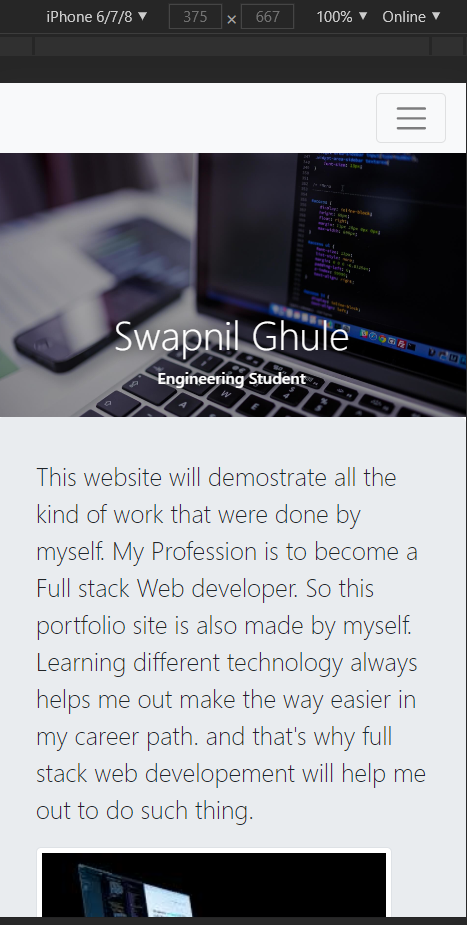 iPhone 6/7/8 ▼ 375 × 667 100% ▼ Online ▼
Swapnil Ghule
Engineering Student
This website will demostrate all the
kind of work that were done by
myself. My Profession is to become a
Full stack Web developer. So this
portfolio site is also made by myself.
Learning different technology always
helps me out make the way easier in
my career path. and that's why full
stack web developement will help me
out to do such thing.